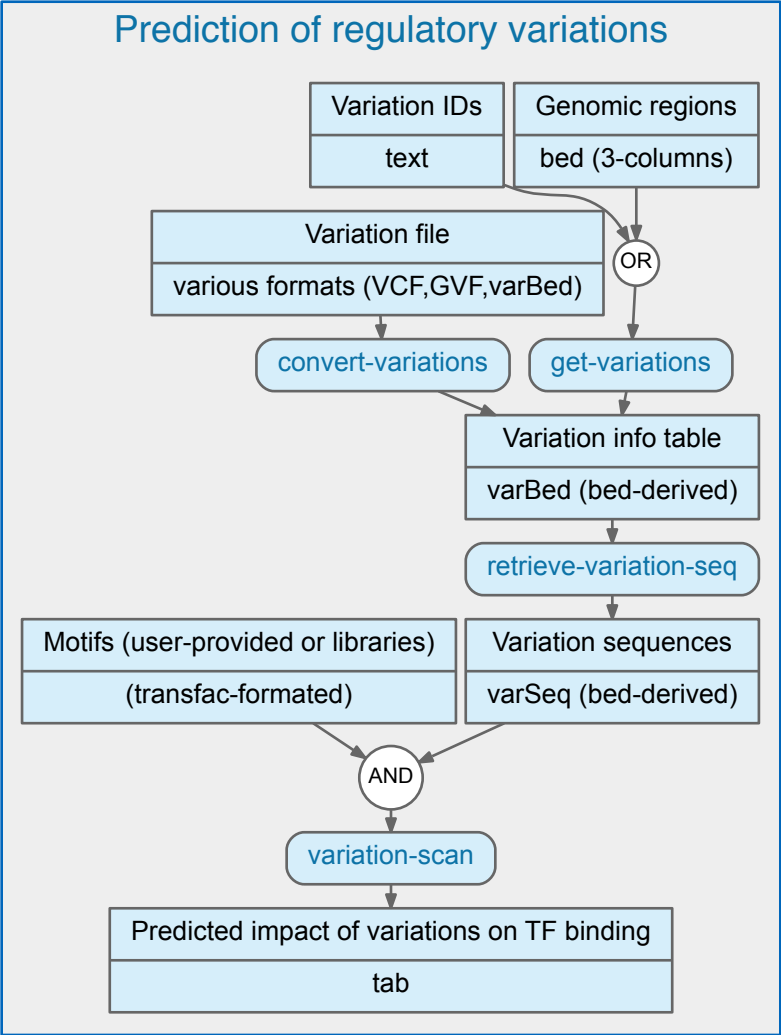 Prediction of regulatory variations
Variation IDs
text
Genomic regions
bed (3-columns)
Variation file
various formats (VCF,GVF,varBed)
OR
convert-variations
get-variations
Variation info table
varBed (bed-derived)
retrieve-variation-seq
Motifs (user-provided or libraries)
(transfac-formated)
Variation sequences
varSeq (bed-derived)
AND
variation-scan
Predicted impact of variations on TF binding
tab